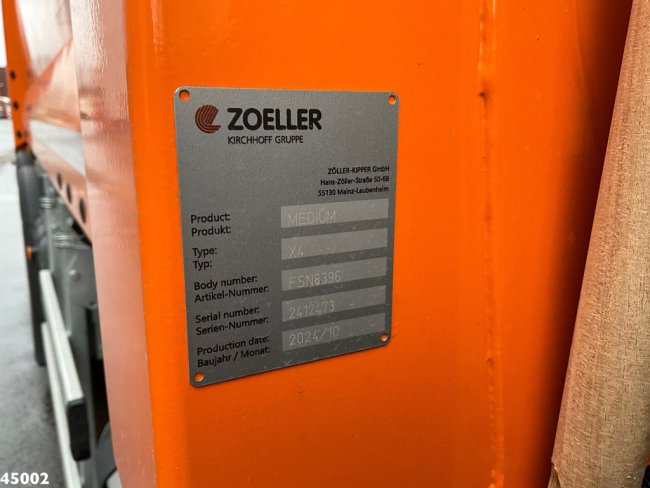 ZOELLER
KIRCHHOFF GRUPPE
ZÖLLER-KIPPER GmbH
Hans-Zöller-Straße 50-68
55130 Mainz-Laubenheim
Product: MEDIUM
Produkt:
Type: X4
Typ:
Body number: FSN8396
Artikel-Nummer:
Serial number: 2412473
Serien-Nummer:
Production date: 2024/10
Baujahr / Monat:
45002